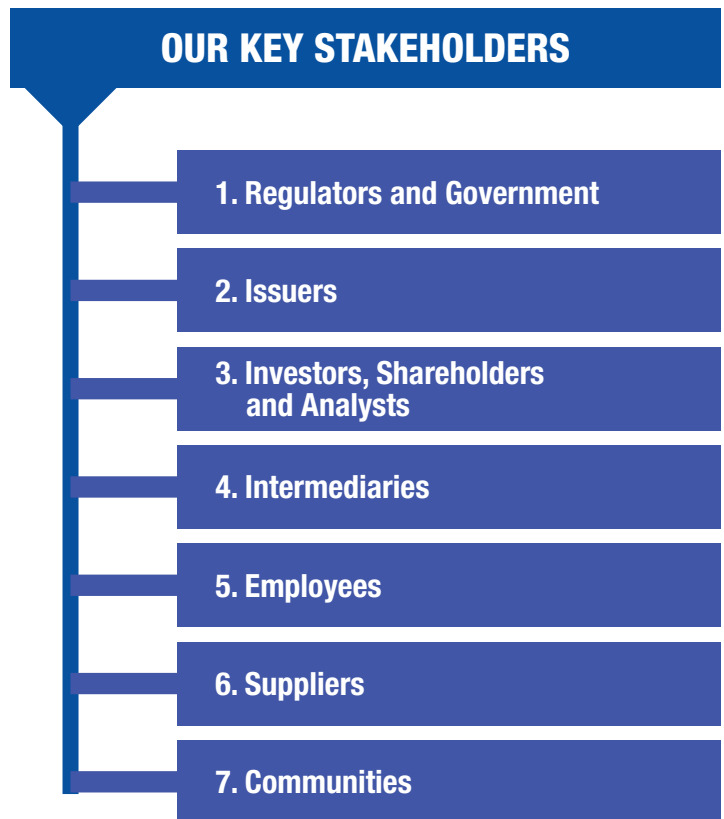 OUR KEY STAKEHOLDERS
1. Regulators and Government
2. Issuers
3. Investors, Shareholders
and Analysts
4. Intermediaries
5. Employees
6. Suppliers
7. Communities